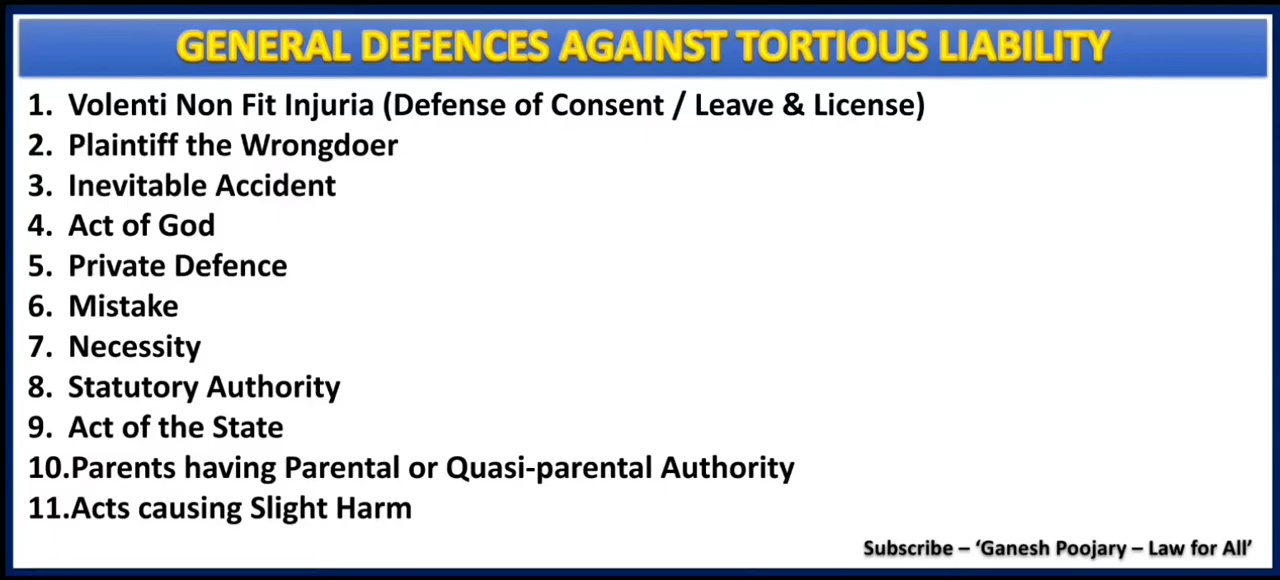 GENERAL DEFENCES AGAINST TORTIOUS LIABILITY
1. Volenti Non Fit Injuria (Defense of Consent / Leave & License)
2. Plaintiff the Wrongdoer
3. Inevitable Accident
4. Act of God
5. Private Defence
6. Mistake
7. Necessity
8. Statutory Authority
9. Act of the State
10.Parents having Parental or Quasi-parental Authority
11.Acts causing Slight Harm
Subscribe – ‘Ganesh Poojary – Law for All’